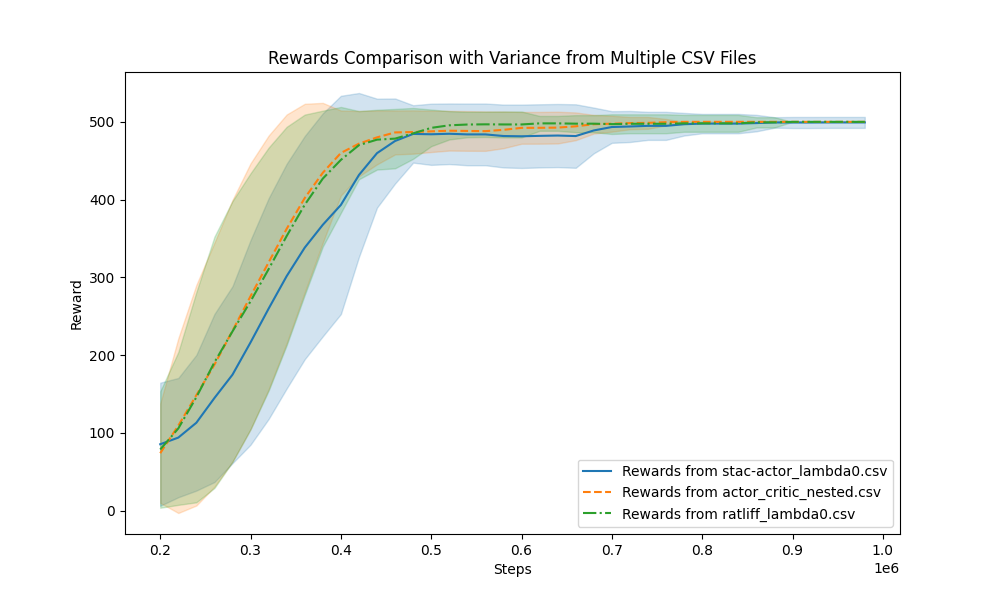 Rewards Comparison with Variance from Multiple CSV Files
Reward
500
400
300
200
100
0
Rewards from stac-actor_lambda0.csv
Rewards from actor_critic_nested.csv
Rewards from ratliff_lambda0.csv
0.2 0.3 0.4 0.5 0.6 0.7 0.8 0.9 1.0
1e6
Steps